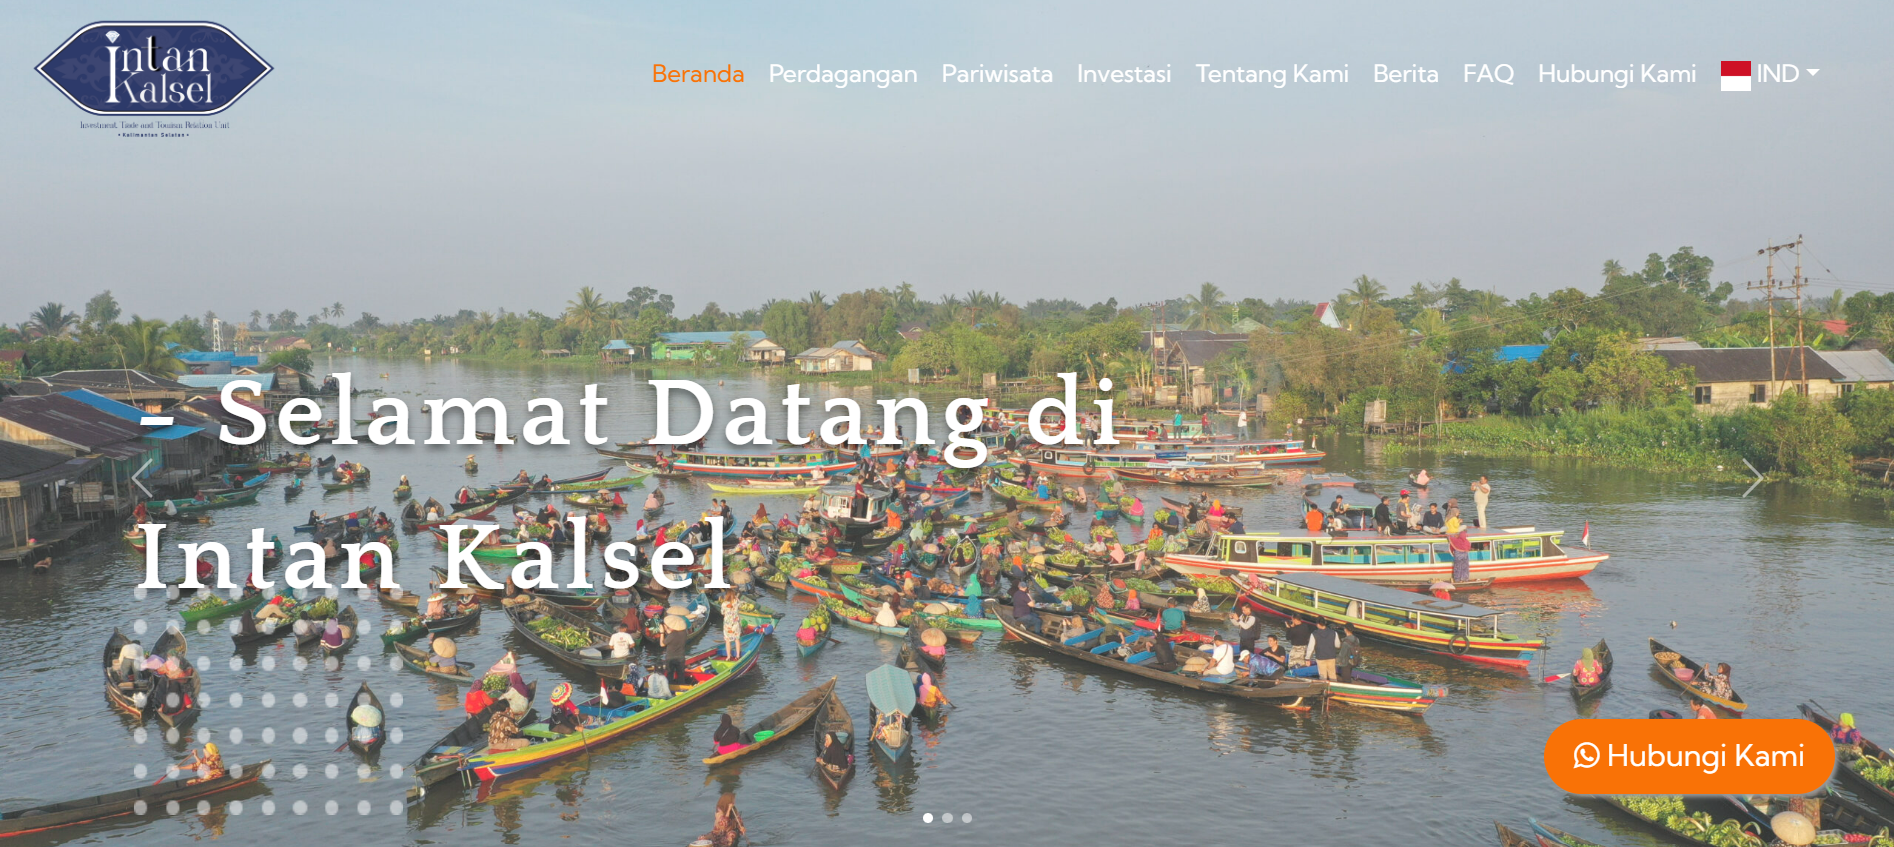 Intan
Kalsel
Investment, Trade and Tourism Relation Unit
• Kalimantan Selatan •
Beranda Perdagangan Pariwisata Investasi Tentang Kami Berita FAQ Hubungi Kami IND
- Selamat Datang di
Intan Kalsel
Hubungi Kami